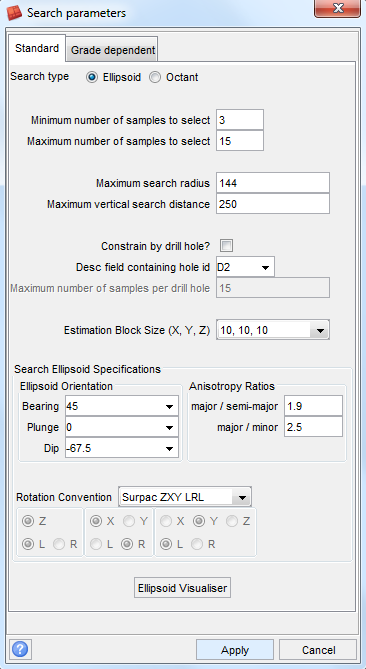 Search parameters
Standard Grade dependent
Search type Ellipsoid Octant
Minimum number of samples to select 3
Maximum number of samples to select 15
Maximum search radius 144
Maximum vertical search distance 250
Constrain by drill hole?
Desc field containing hole id D2
Maximum number of samples per drill hole 15
Estimation Block Size (X, Y, Z) 10, 10, 10
Search Ellipsoid Specifications
Ellipsoid Orientation Anisotropy Ratios
Bearing 45 major / semi-major 1.9
Plunge 0 major / minor 2.5
Dip -67.5
Rotation Convention Surpac ZXY LRL
Z X Y X Y Z
L R L R L R
Ellipsoid Visualiser
? Apply Cancel